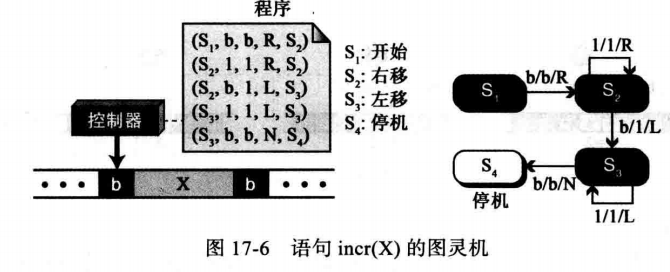 程序
(S₁, b, b, R, S₂)
(S₂, 1, 1, R, S₂)
(S₂, b, 1, L, S₃)
(S₃, 1, 1, L, S₃)
(S₃, b, b, N, S₄)
S₁: 开始
S₂: 右移
S₃: 左移
S₄: 停机
控制器
b X b
1/1/R
S₁ b/b/R S₂
b/1/L
S₄ b/b/N S₃
停机
1/1/L
图 17-6 语句 incr(X) 的图灵机